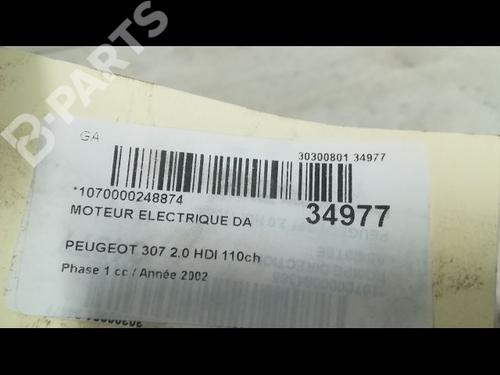 B-PARTS
GA
30300801 34977
*1070000248874
34977
MOTEUR ELECTRIQUE DA
PEUGEOT 307 2.0 HDI 110ch
Phase 1 cc / Année 2002